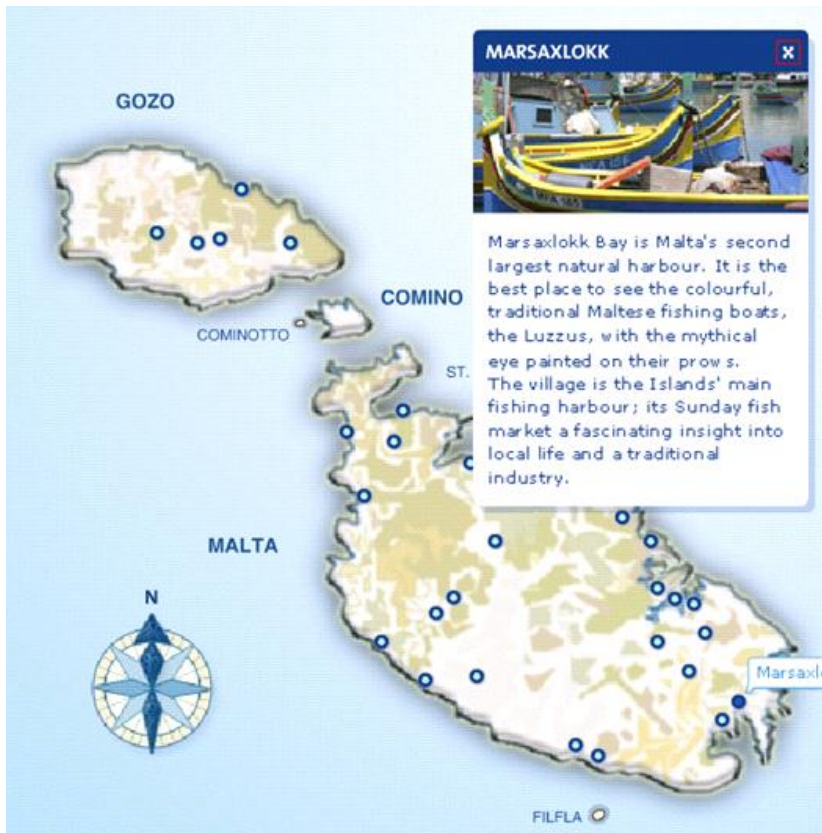 MARSAXLOKK
x
GOZO
Marsaxlokk Bay is Malta's second
largest natural harbour. It is the
best place to see the colourful,
traditional Maltese fishing boats,
the Luzzus, with the mythical
eye painted on their prows.
The village is the Islands' main
fishing harbour; its Sunday fish
market a fascinating insight into
local life and a traditional
industry.
COMINO
COMINOTTO
ST.
MALTA
N
Marsaxlo
FILFLA